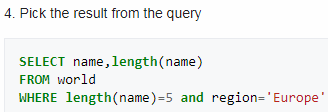 4. Pick the result from the query
SELECT name,length(name)
FROM world
WHERE length(name)=5 and region='Europe'